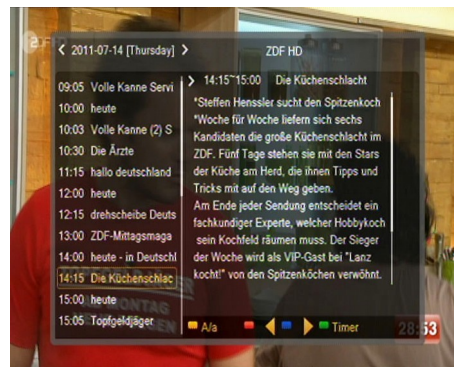 2011-07-14 [Thursday]
ZDF HD
09:05 Volle Kanne Servi
10:00 heute
10:03 Volle Kanne (2) S
10:30 Die Ärzte
11:15 hallo deutschland
12:00 heute
12:15 drehscheibe Deuts
13:00 ZDF-Mittagsmaga
14:00 heute - in Deutschl
14:15 Die Küchenschlac
15:00 heute
15:05 Topfgeldjäger
14:15~15:00 Die Küchenschlacht
*Steffen Henssler sucht den Spitzenkoch
*Woche für Woche liefern sich sechs
Kandidaten die große Küchenschlacht im
ZDF. Fünf Tage stehen sie mit den Stars
der Küche am Herd, die ihnen Tipps und
Tricks mit auf den Weg geben.
Am Ende jeder Sendung entscheidet ein
fachkundiger Experte, welcher Hobbykoch
sein Kochfeld räumen muss. Der Sieger
der Woche wird als VIP-Gast bei "Lanz
kocht!" von den Spitzenköchen verwöhnt.
A/a
Timer
28:53